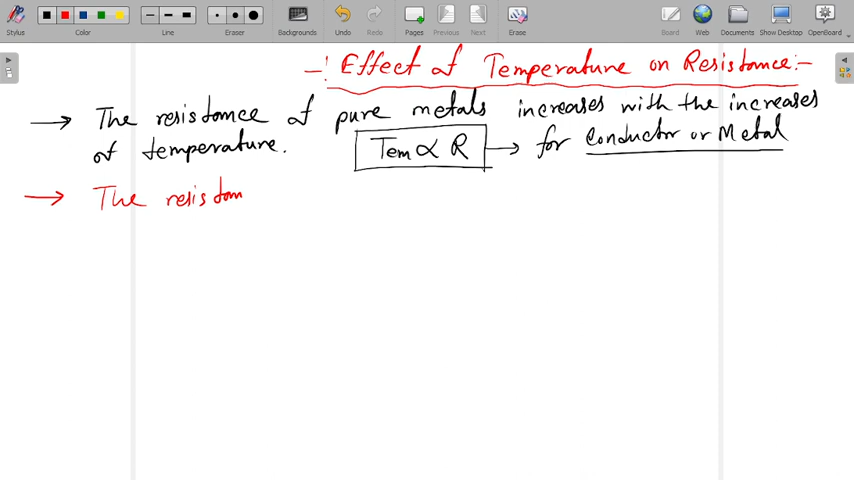 Stylus
Color
Line
Eraser
Backgrounds
Undo
Redo
Pages
Previous
Next
Erase
Board
Web
Documents
Show Desktop
OpenBoard
-: Effect of Temperature on Resistance:-
→ The resistance of pure metals increases with the increases
of temperature. Tem ∝ R → for Conductor or Metal
→ The resistan